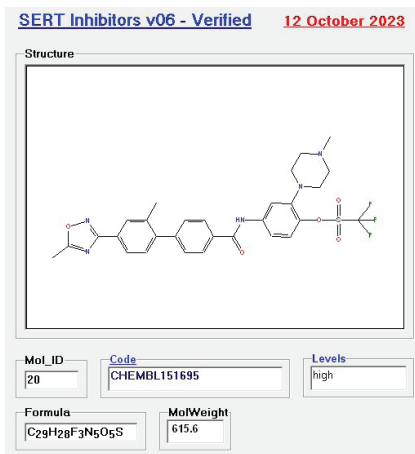 SERT Inhibitors v06 - Verified 12 October 2023
Structure
N
N
O
F
HN
O
S
F
O
N
N
O
F
N
O
Mol_ID Code Levels
20 CHEMBL151695 high
Formula MolWeight
C29H28F3N5O5S 615.6